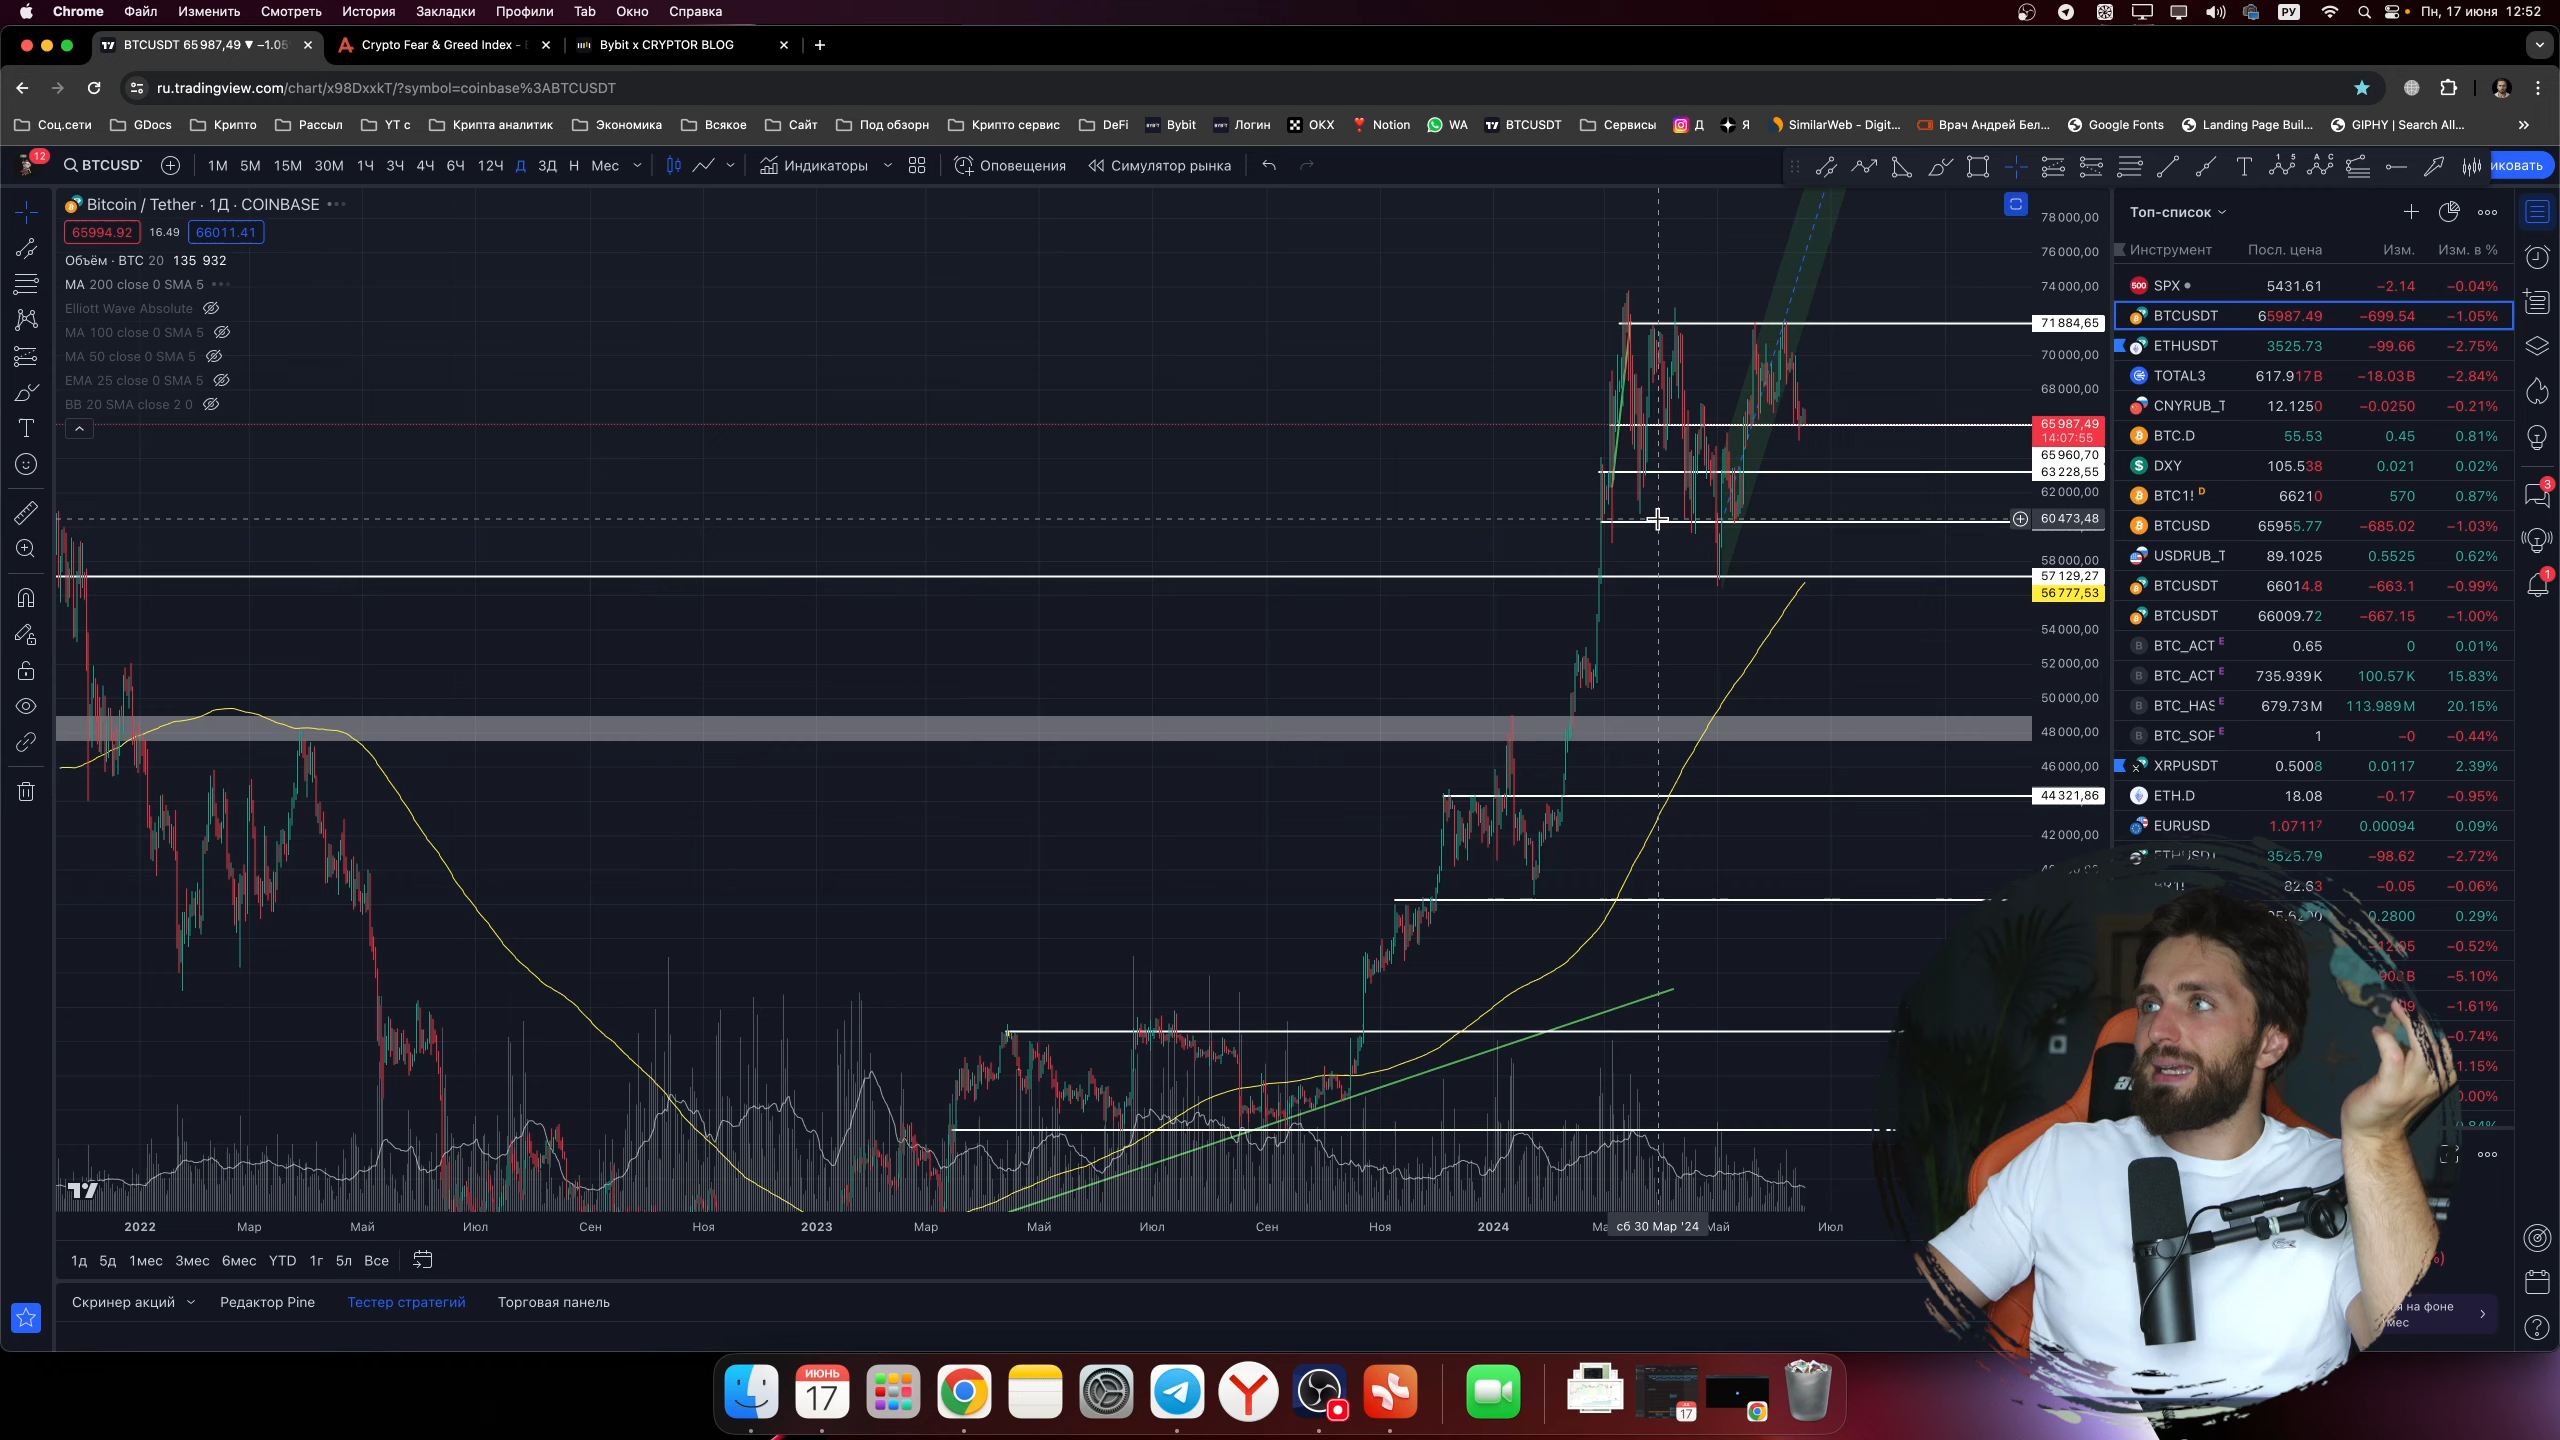 Chrome Файл Изменить Смотреть История Закладки Профили Tab Окно Справка РУ Пн, 17 июня 12:52
BTCUSDT 65 987,49 ▼ −1.05 Crypto Fear & Greed Index - Bybit x CRYPTOR BLOG
ru.tradingview.com/chart/x98DxxkT/?symbol=coinbase%3ABTCUSDT
Соц.сети GDocs Крипто Рассыл YT с Крипта аналитик Экономика Всякое Сайт Под обзорн Крипто сервис DeFi Bybit Логин OKX Notion WA BTCUSDT Сервисы Д Я SimilarWeb - Digit... Врач Андрей Бел... Google Fonts Landing Page Buil... GIPHY | Search All...
12 BTCUSD 1М 5М 15М 30М 1Ч 3Ч 4Ч 6Ч 12Ч Д 3Д Н Мес Индикаторы Оповещения Симулятор рынка иковать
Bitcoin / Tether · 1Д · COINBASE
65994.92 16.49 66011.41
Объём · BTC 20 135 932
MA 200 close 0 SMA 5
Elliott Wave Absolute
MA 100 close 0 SMA 5
MA 50 close 0 SMA 5
EMA 25 close 0 SMA 5
BB 20 SMA close 2 0
78 000,00
76 000,00
74 000,00
71 884,65
70 000,00
68 000,00
65 987,49
14:07:55
65 960,70
63 228,55
62 000,00
60 473,48
58 000,00
57 129,27
56 777,53
54 000,00
52 000,00
50 000,00
48 000,00
46 000,00
44 321,86
42 000,00
2022 Мар Май Июл Сен Ноя 2023 Мар Май Июл Сен Ноя 2024 сб 30 Мар '24 Май Июл
1д 5д 1мес 3мес 6мес YTD 1г 5л Все
Скринер акций Редактор Pine Тестер стратегий Торговая панель
Топ-список
Инструмент Посл. цена Изм. Изм. в %
SPX 5431.61 −2.14 −0.04%
BTCUSDT 65987.49 −699.54 −1.05%
ETHUSDT 3525.73 −99.66 −2.75%
TOTAL3 617.917B −18.03B −2.84%
CNYRUB_T 12.1250 −0.0250 −0.21%
BTC.D 55.53 0.45 0.81%
DXY 105.538 0.021 0.02%
BTC1! D 66210 570 0.87%
BTCUSD 65955.77 −685.02 −1.03%
USDRUB_T 89.1025 0.5525 0.62%
BTCUSDT 66014.8 −663.1 −0.99%
BTCUSDT 66009.72 −667.15 −1.00%
BTC_ACT E 0.65 0 0.01%
BTC_ACT E 735.939K 100.57K 15.83%
BTC_HAS E 679.73M 113.989M 20.15%
BTC_SOF E 1 −0 −0.44%
XRPUSDT 0.5008 0.0117 2.39%
ETH.D 18.08 −0.17 −0.95%
EURUSD 1.07117 0.00094 0.09%
ETHUSDT 3525.79 −98.62 −2.72%
82.63 −0.05 −0.06%
0.2800 0.29%
−0.52%
−5.10%
−1.61%
−0.74%
на фоне
мес
3
1
ИЮНЬ
17
17